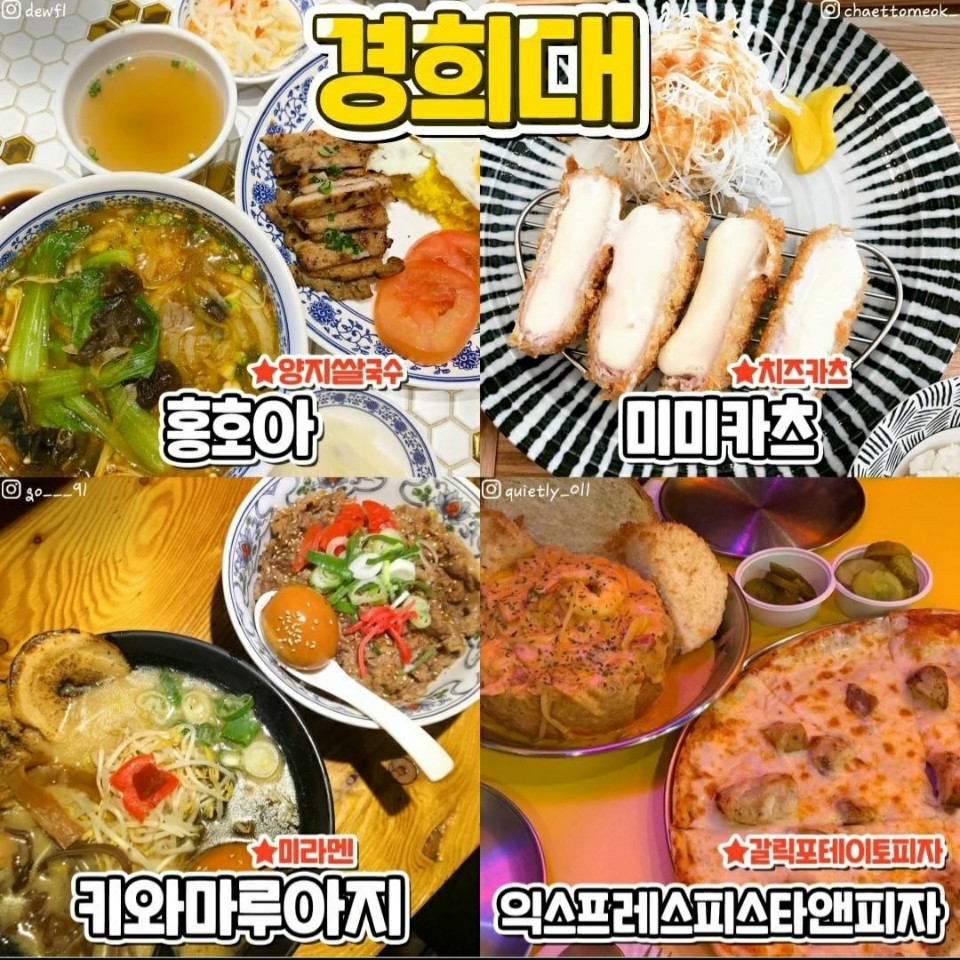 dewf1
chaettomeok_
경희대
★양지쌀국수
홍호아
★치즈카츠
미미카츠
go___91
quietly_011
★미라멘
키와마루아지
★갈릭포테이토피자
익스프레스피스타앤피자